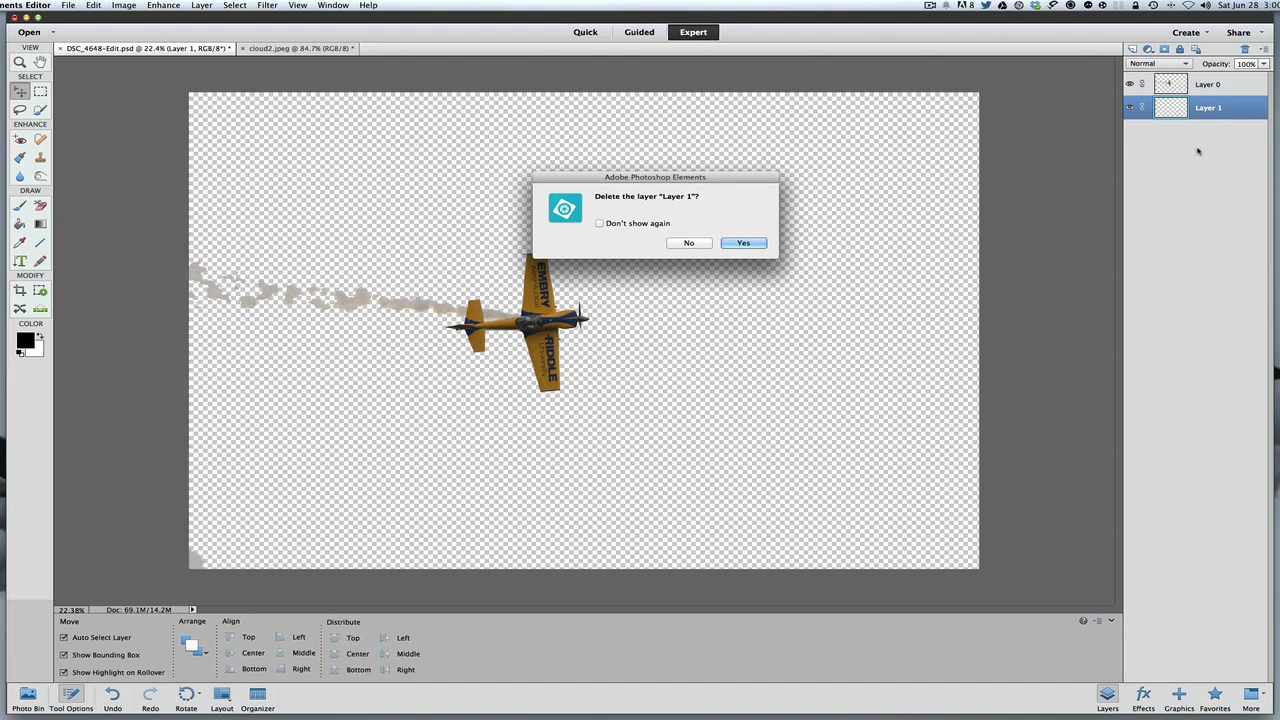 ments Editor File Edit Image Enhance Layer Select Filter View Window Help 8 Sat Jun 28 3:00
Open Quick Guided Expert Create Share
VIEW × DSC_4648-Edit.psd @ 22.4% (Layer 1, RGB/8*) * × cloud2.jpeg @ 84.7% (RGB/8) *
Normal Opacity: 100%
SELECT
Layer 0
Layer 1
ENHANCE
Adobe Photoshop Elements
Delete the layer “Layer 1”?
Don't show again
No Yes
DRAW
T
MODIFY
COLOR
EMBRY
RIDDLE
University
22.38% Doc: 69.1M/14.2M
Move Arrange Align Distribute
Auto Select Layer Top Left Top Left
Show Bounding Box Center Middle Center Middle
Show Highlight on Rollover Bottom Right Bottom Right
Photo Bin Tool Options Undo Redo Rotate Layout Organizer Layers fx Effects Graphics Favorites More